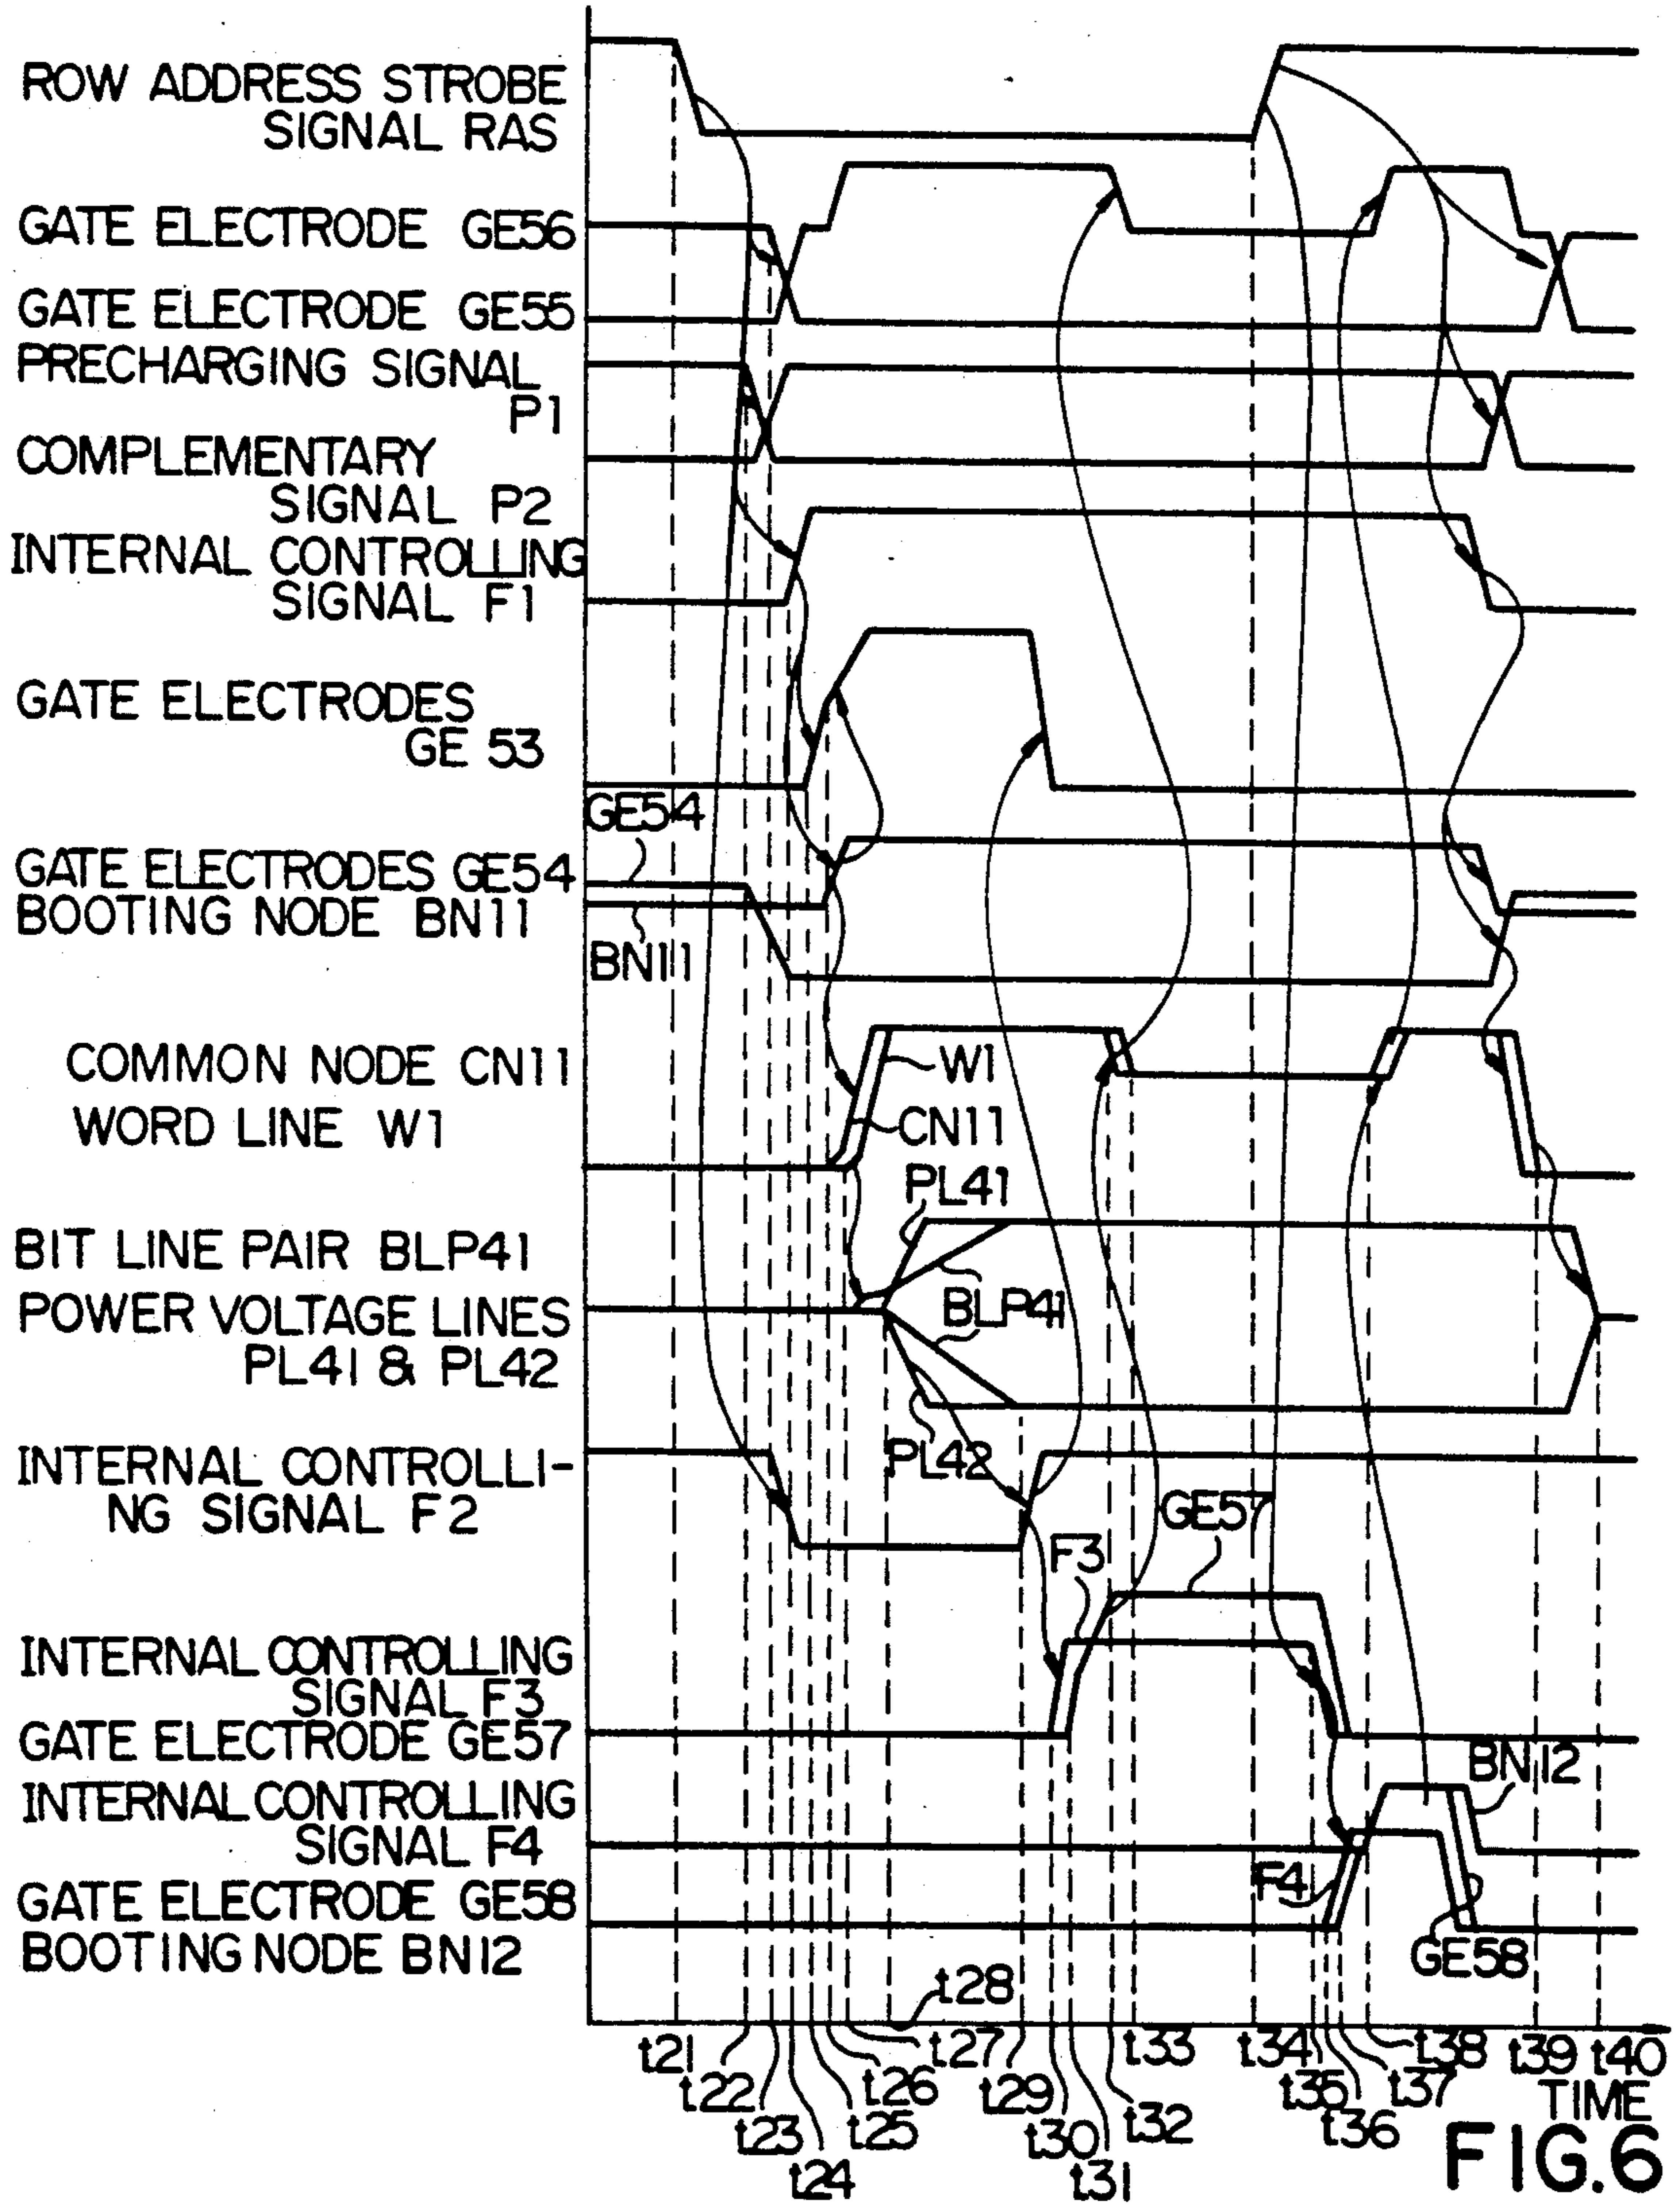 ROW ADDRESS STROBE
SIGNAL RAS
GATE ELECTRODE GE56
GATE ELECTRODE GE55
PRECHARGING SIGNAL
P1
COMPLEMENTARY
SIGNAL P2
INTERNAL CONTROLLING
SIGNAL F1
GATE ELECTRODES
GE 53
GE54
GATE ELECTRODES GE54
BOOTING NODE BN11
BN11
COMMON NODE CN11
W1
WORD LINE W1
CN11
PL41
BIT LINE PAIR BLP41
POWER VOLTAGE LINES
BLP41
PL41 & PL42
PL42
INTERNAL CONTROLLI-
NG SIGNAL F2
GE57
F3
INTERNAL CONTROLLING
SIGNAL F3
GATE ELECTRODE GE57
BN12
INTERNAL CONTROLLING
SIGNAL F4
F4
GATE ELECTRODE GE58
GE58
BOOTING NODE BN12
t28
t21 t27 t33 t34 t38 t39 t40
t22 t26 t29 t35 t37
TIME
t23 t25 t30 t32 t36
t24 t31
FIG.6